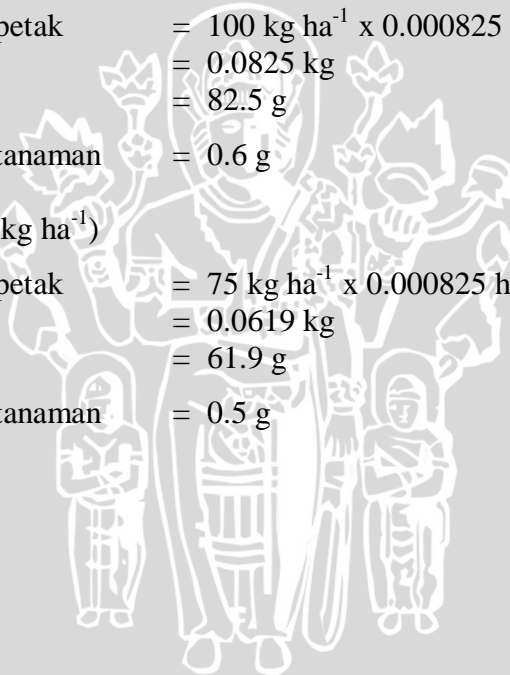 petak = 100 kg ha⁻¹ x 0.000825
= 0.0825 kg
= 82.5 g
tanaman = 0.6 g
kg ha⁻¹)
petak = 75 kg ha⁻¹ x 0.000825 h
= 0.0619 kg
= 61.9 g
tanaman = 0.5 g